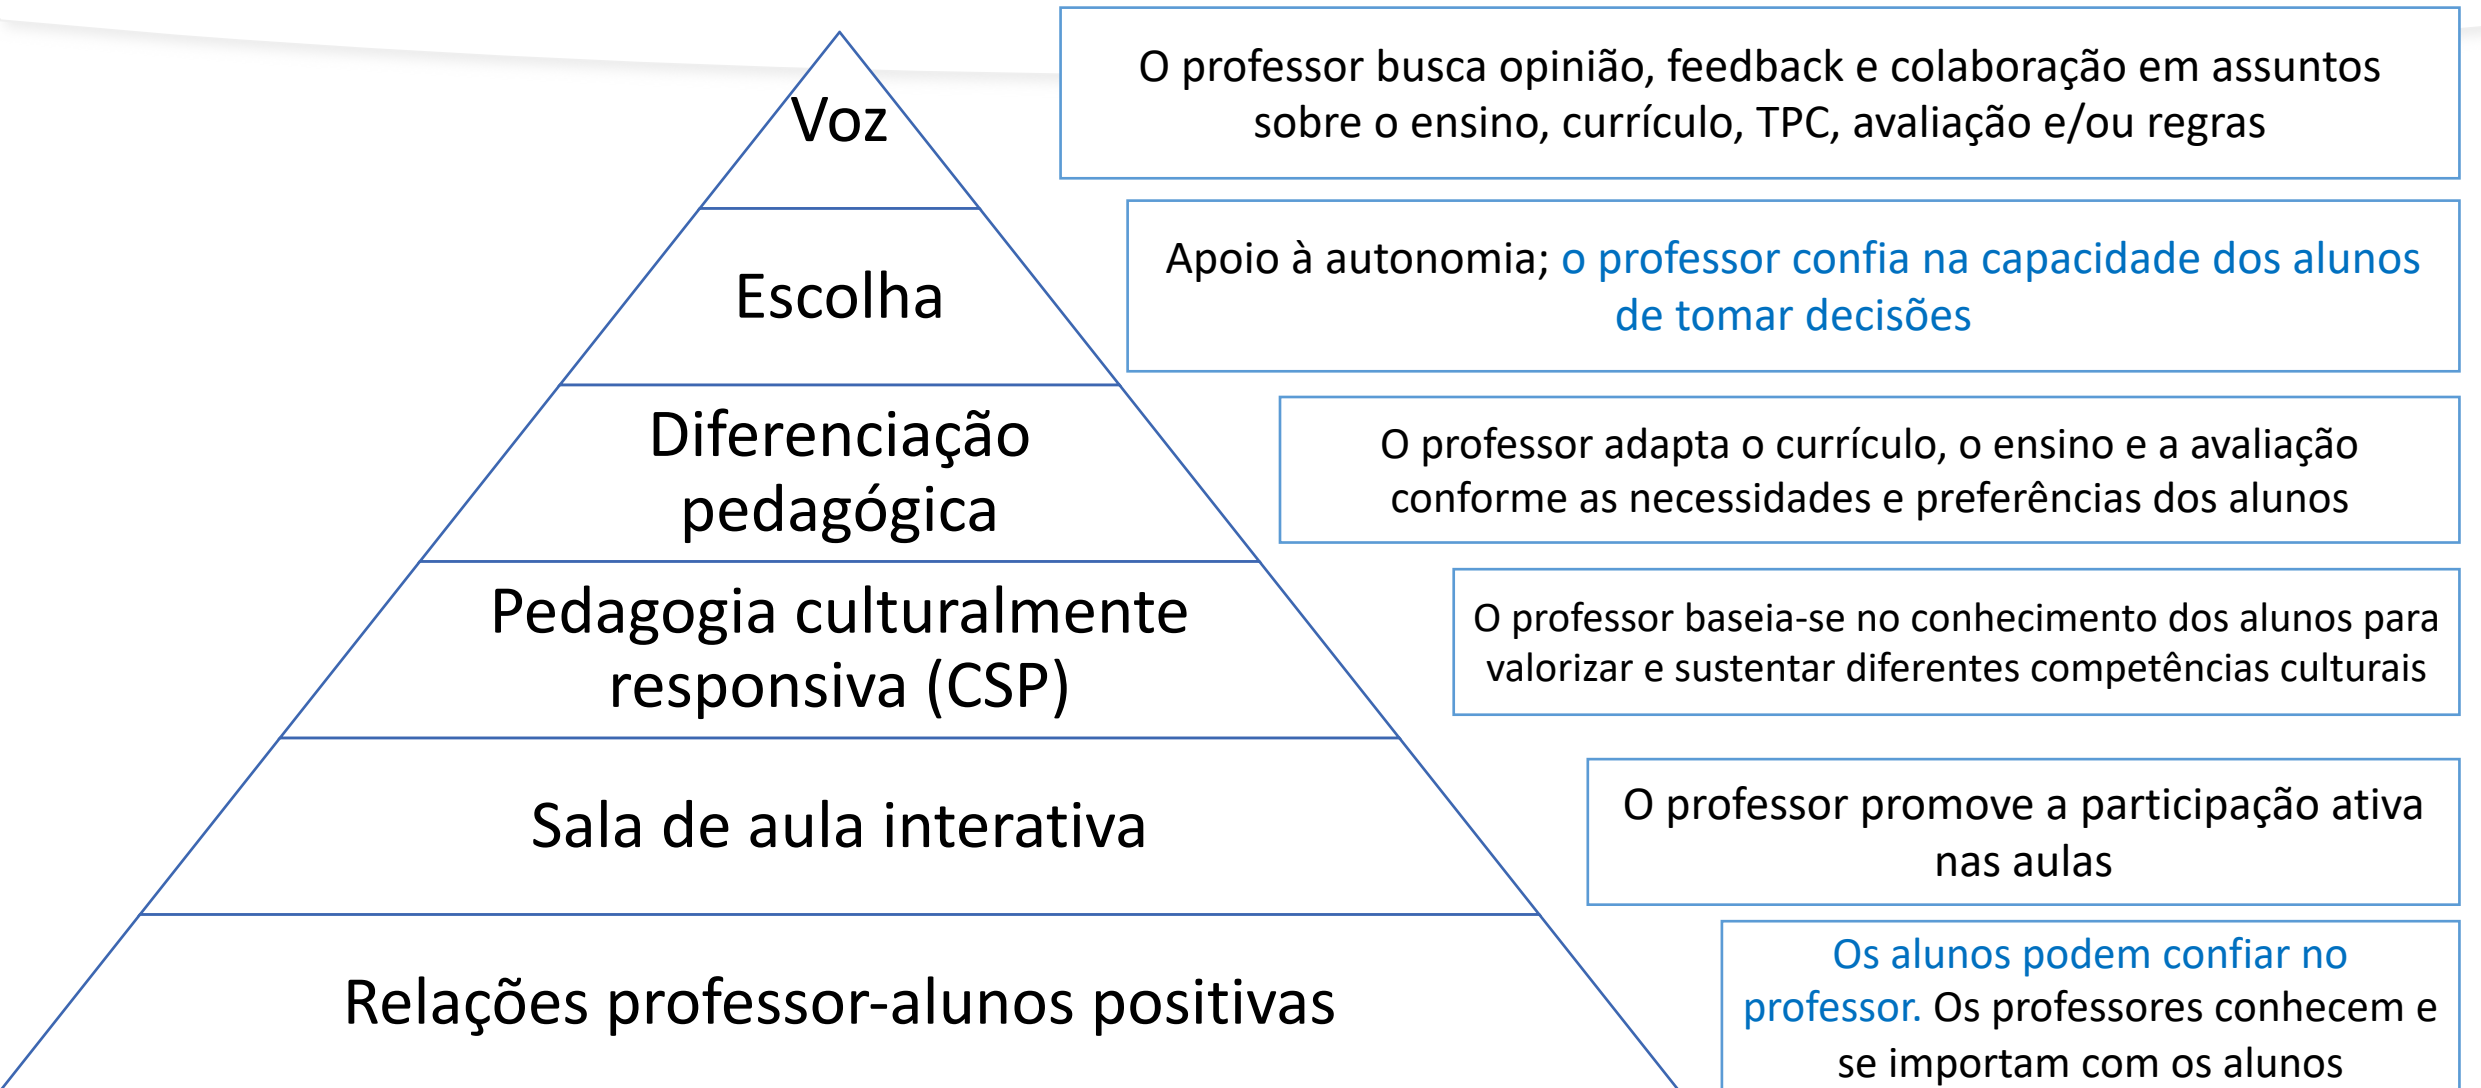 Voz
O professor busca opinião, feedback e colaboração em assuntos
sobre o ensino, currículo, TPC, avaliação e/ou regras
Escolha
Apoio à autonomia; o professor confia na capacidade dos alunos
de tomar decisões
Diferenciação
pedagógica
O professor adapta o currículo, o ensino e a avaliação
conforme as necessidades e preferências dos alunos
Pedagogia culturalmente
responsiva (CSP)
O professor baseia-se no conhecimento dos alunos para
valorizar e sustentar diferentes competências culturais
Sala de aula interativa
O professor promove a participação ativa
nas aulas
Relações professor-alunos positivas
Os alunos podem confiar no
professor. Os professores conhecem e
se importam com os alunos